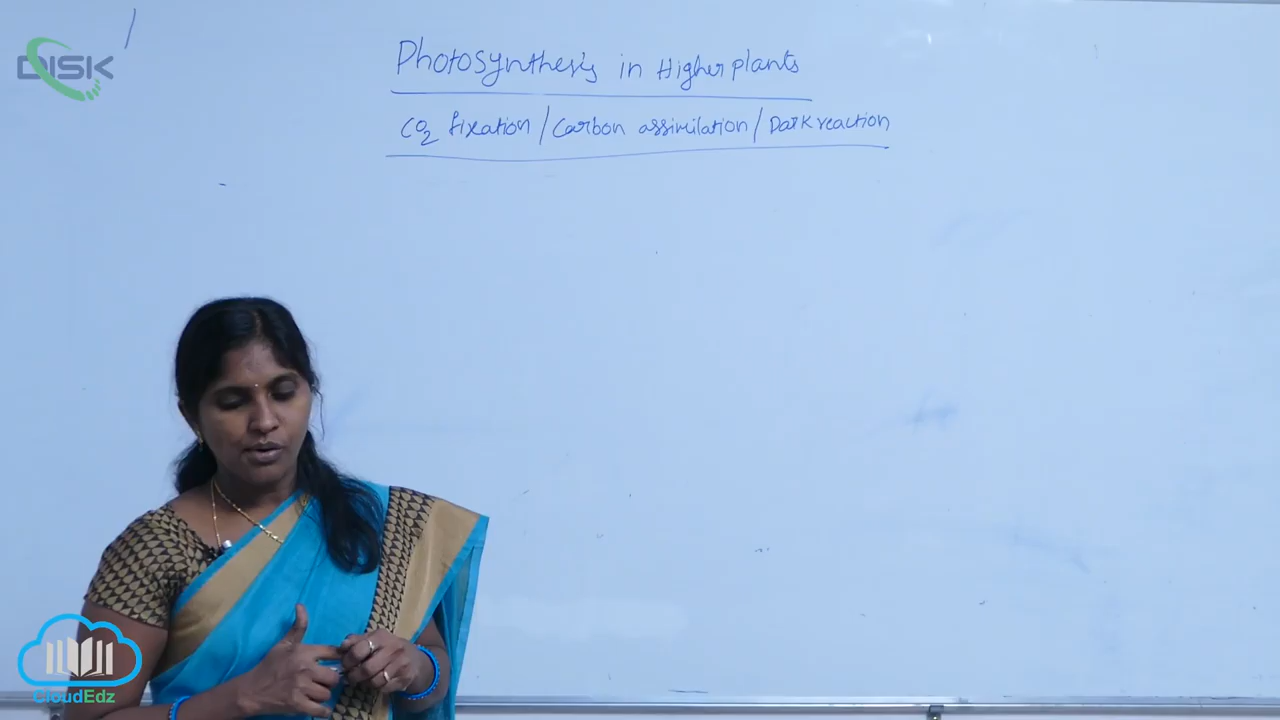 DISK
Photosynthesis in Higher plants
CO2 fixation / Carbon assimilation / Dark reaction
CloudEdz